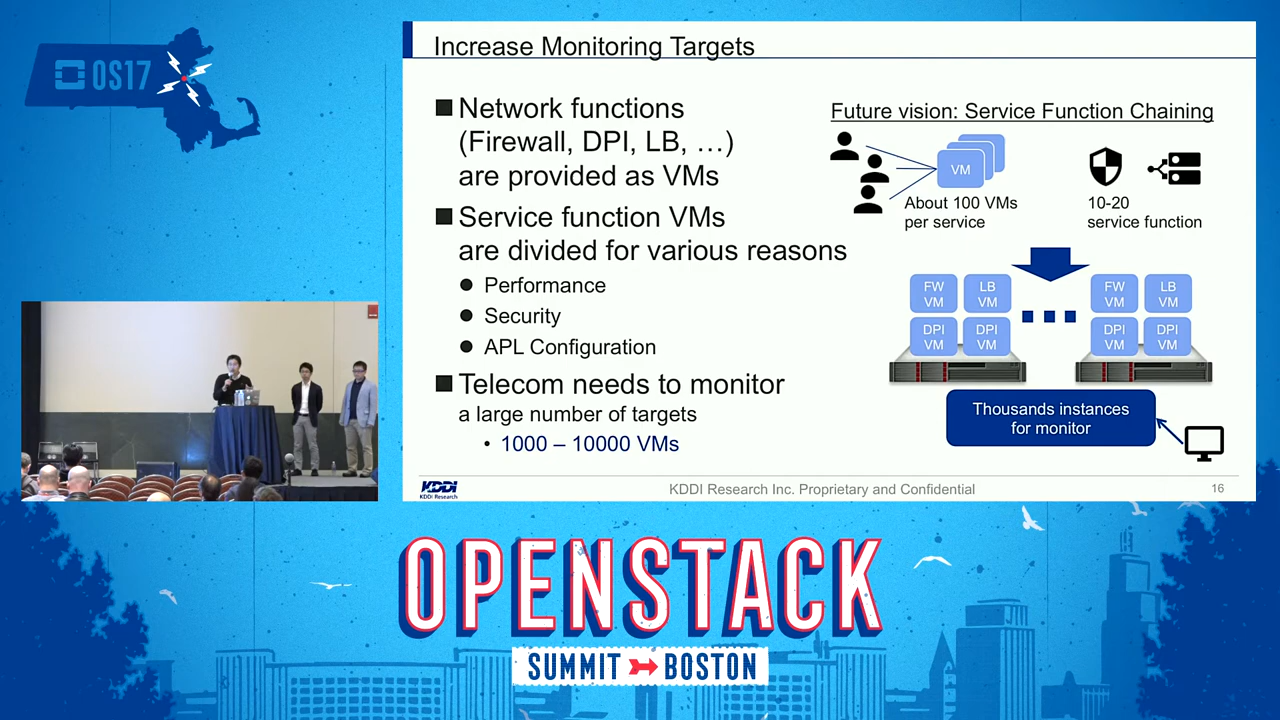 OS17
Increase Monitoring Targets
Network functions
(Firewall, DPI, LB, …)
are provided as VMs
Service function VMs
are divided for various reasons
Performance
Security
APL Configuration
Telecom needs to monitor
a large number of targets
1000 – 10000 VMs
Future vision: Service Function Chaining
VM
About 100 VMs
per service
10-20
service function
FW
VM
LB
VM
DPI
VM
DPI
VM
FW
VM
LB
VM
DPI
VM
DPI
VM
Thousands instances
for monitor
KDDI
KDDI Research
KDDI Research Inc. Proprietary and Confidential
16
OPENSTACK
SUMMIT BOSTON